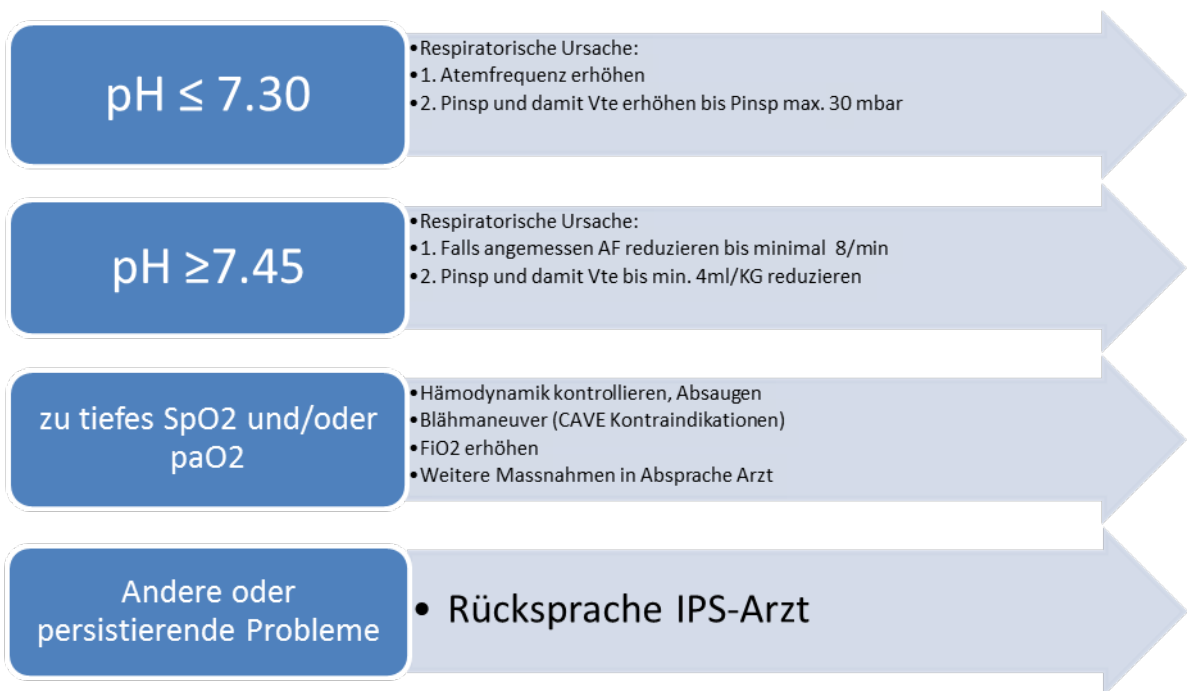 pH ≤ 7.30
•Respiratorische Ursache:
•1. Atemfrequenz erhöhen
•2. Pinsp und damit Vte erhöhen bis Pinsp max. 30 mbar
pH ≥7.45
•Respiratorische Ursache:
•1. Falls angemessen AF reduzieren bis minimal 8/min
•2. Pinsp und damit Vte bis min. 4ml/KG reduzieren
zu tiefes SpO2 und/oder
paO2
•Hämodynamik kontrollieren, Absaugen
•Blähmaneuver (CAVE Kontraindikationen)
•FiO2 erhöhen
•Weitere Massnahmen in Absprache Arzt
Andere oder
persistierende Probleme
• Rücksprache IPS-Arzt